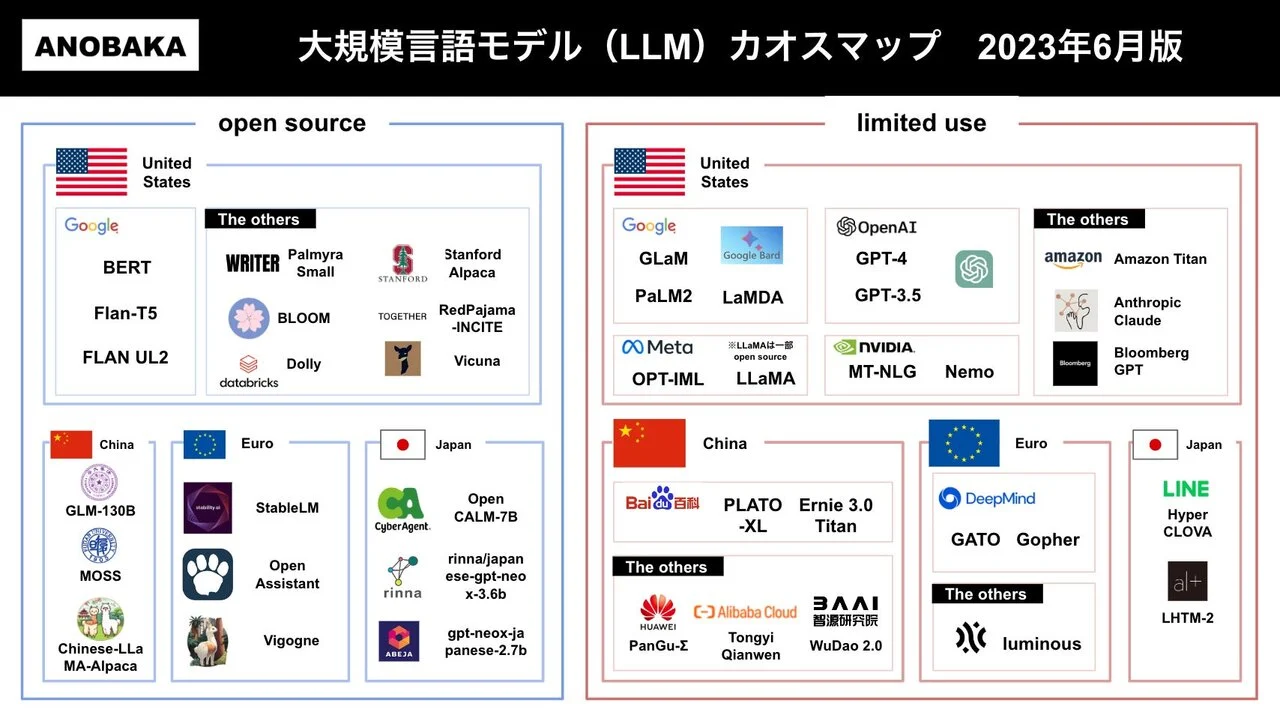 ANOBAKA
大規模言語モデル（LLM）カオスマップ　2023年6月版
open source
United
States
Google
BERT
Flan-T5
FLAN UL2
The others
WRITER
Palmyra
Small
STANFORD
Stanford
Alpaca
BLOOM
TOGETHER
RedPajama
-INCITE
databricks
Dolly
Vicuna
China
GLM-130B
MOSS
Chinese-LLa
MA-Alpaca
Euro
stability.ai
StableLM
Open
Assistant
Vigogne
Japan
CA
CyberAgent.
Open
CALM-7B
rinna
rinna/japan
ese-gpt-neo
x-3.6b
ABEJA
gpt-neox-ja
panese-2.7b
limited use
United
States
Google
GLaM
Google Bard
PaLM2
LaMDA
OpenAI
GPT-4
GPT-3.5
The others
amazon
Amazon Titan
Anthropic
Claude
Bloomberg
Bloomberg
GPT
Meta
※LLaMAは一部
open source
OPT-IML
LLaMA
NVIDIA.
MT-NLG
Nemo
China
Bai du 百科
PLATO
-XL
Ernie 3.0
Titan
The others
HUAWEI
PanGu-Σ
Alibaba Cloud
Tongyi
Qianwen
BAAI
智源研究院
WuDao 2.0
Euro
DeepMind
GATO
Gopher
The others
luminous
Japan
LINE
Hyper
CLOVA
al+
LHTM-2